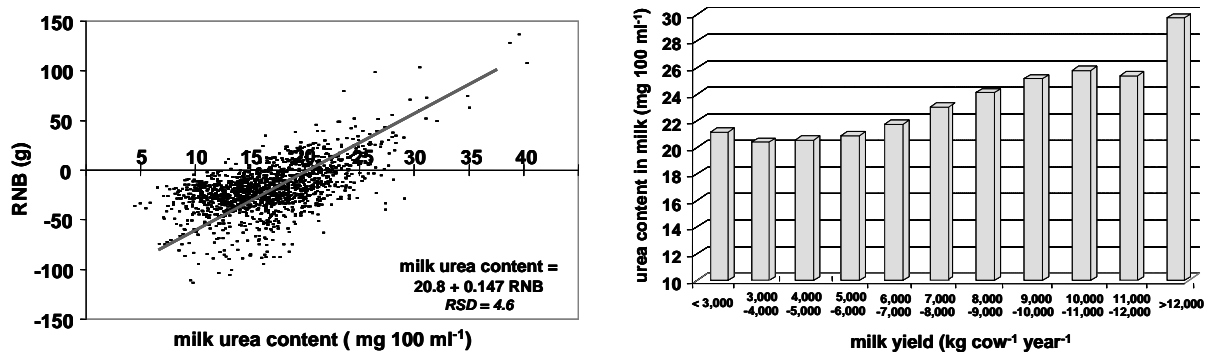 150
100
50
0
-50
-100
-150
RNB (g)
5 10 15 20 25 30 35 40
milk urea content =
20.8 + 0.147 RNB
RSD = 4.6
milk urea content ( mg 100 ml-1)
30
28
26
24
22
20
18
16
14
12
10
urea content in milk (mg 100 ml-1)
< 3,000 3,000 4,000 5,000 6,000 7,000 8,000 9,000 10,000 11,000 >12,000
-4,000 -5,000 -6,000 -7,000 -8,000 -9,000 -10,000 -11,000 -12,000
milk yield (kg cow-1 year-1